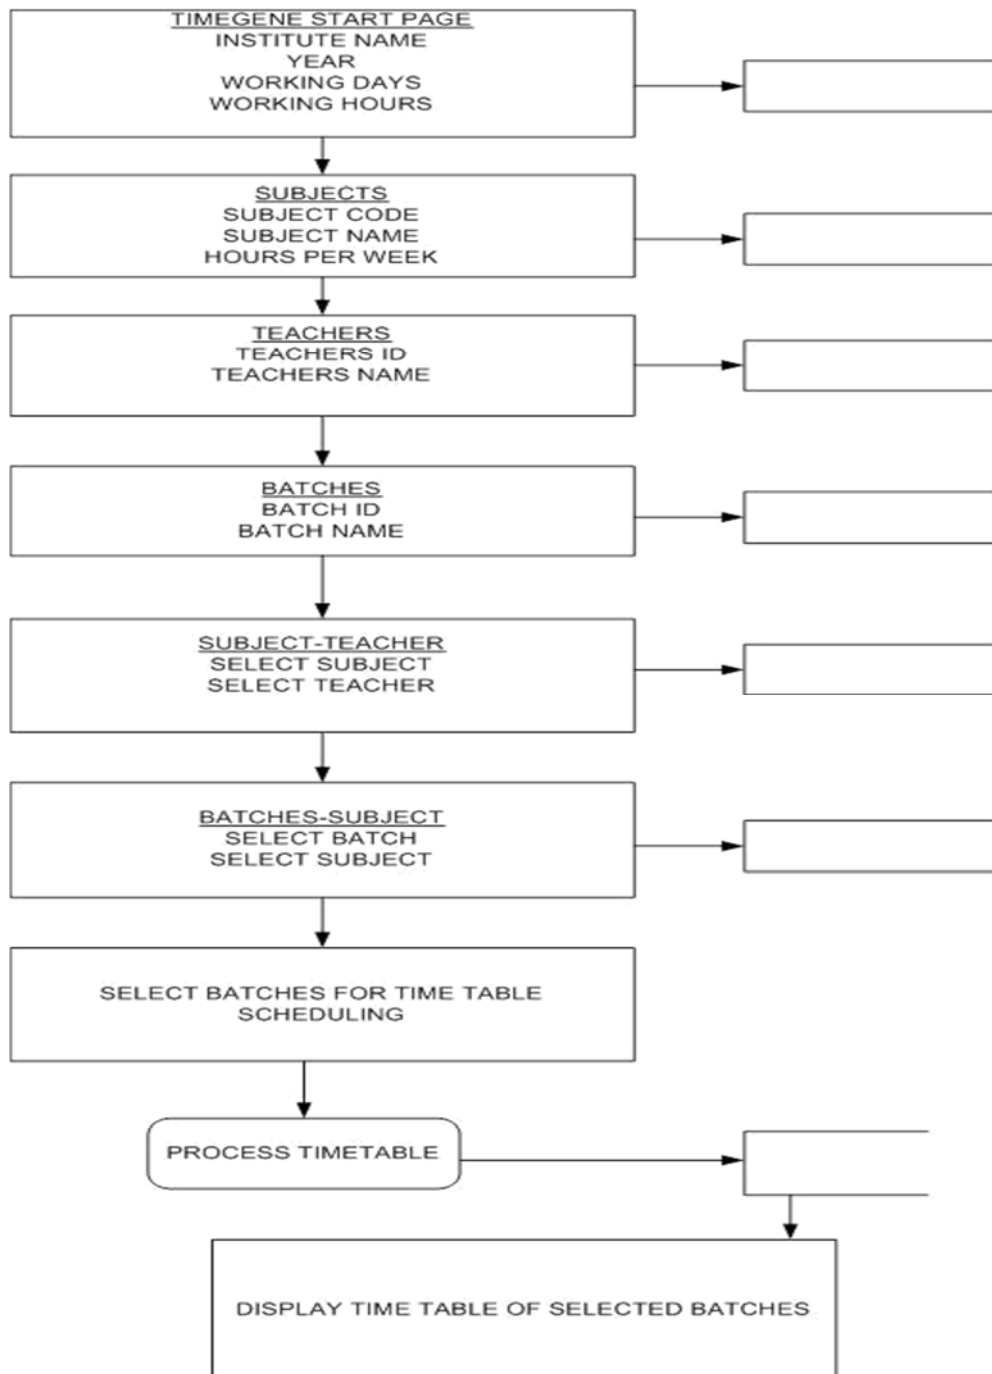 TIMEGENE START PAGE
INSTITUTE NAME
YEAR
WORKING DAYS
WORKING HOURS
SUBJECTS
SUBJECT CODE
SUBJECT NAME
HOURS PER WEEK
TEACHERS
TEACHERS ID
TEACHERS NAME
BATCHES
BATCH ID
BATCH NAME
SUBJECT-TEACHER
SELECT SUBJECT
SELECT TEACHER
BATCHES-SUBJECT
SELECT BATCH
SELECT SUBJECT
SELECT BATCHES FOR TIME TABLE
SCHEDULING
PROCESS TIMETABLE
DISPLAY TIME TABLE OF SELECTED BATCHES